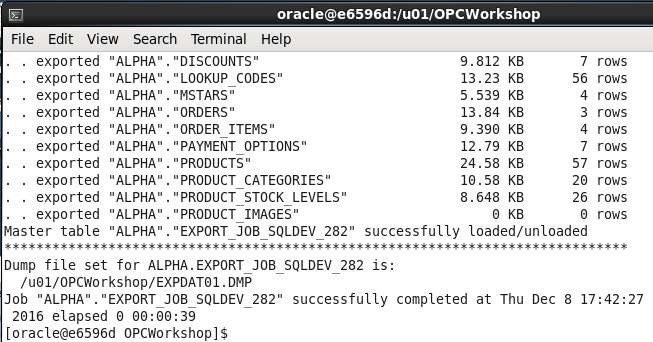 oracle@e6596d:/u01/OPCWorkshop
File Edit View Search Terminal Help
. . exported "ALPHA"."DISCOUNTS" 9.812 KB 7 rows
. . exported "ALPHA"."LOOKUP_CODES" 13.23 KB 56 rows
. . exported "ALPHA"."MSTARS" 5.539 KB 4 rows
. . exported "ALPHA"."ORDERS" 13.84 KB 3 rows
. . exported "ALPHA"."ORDER_ITEMS" 9.390 KB 4 rows
. . exported "ALPHA"."PAYMENT_OPTIONS" 12.79 KB 7 rows
. . exported "ALPHA"."PRODUCTS" 24.58 KB 57 rows
. . exported "ALPHA"."PRODUCT_CATEGORIES" 10.58 KB 20 rows
. . exported "ALPHA"."PRODUCT_STOCK_LEVELS" 8.648 KB 26 rows
. . exported "ALPHA"."PRODUCT_IMAGES" 0 KB 0 rows
Master table "ALPHA"."EXPORT_JOB_SQLDEV_282" successfully loaded/unloaded
******************************************************************************
Dump file set for ALPHA.EXPORT_JOB_SQLDEV_282 is:
/u01/OPCWorkshop/EXPDAT01.DMP
Job "ALPHA"."EXPORT_JOB_SQLDEV_282" successfully completed at Thu Dec 8 17:42:27
2016 elapsed 0 00:00:39
[oracle@e6596d OPCWorkshop]$